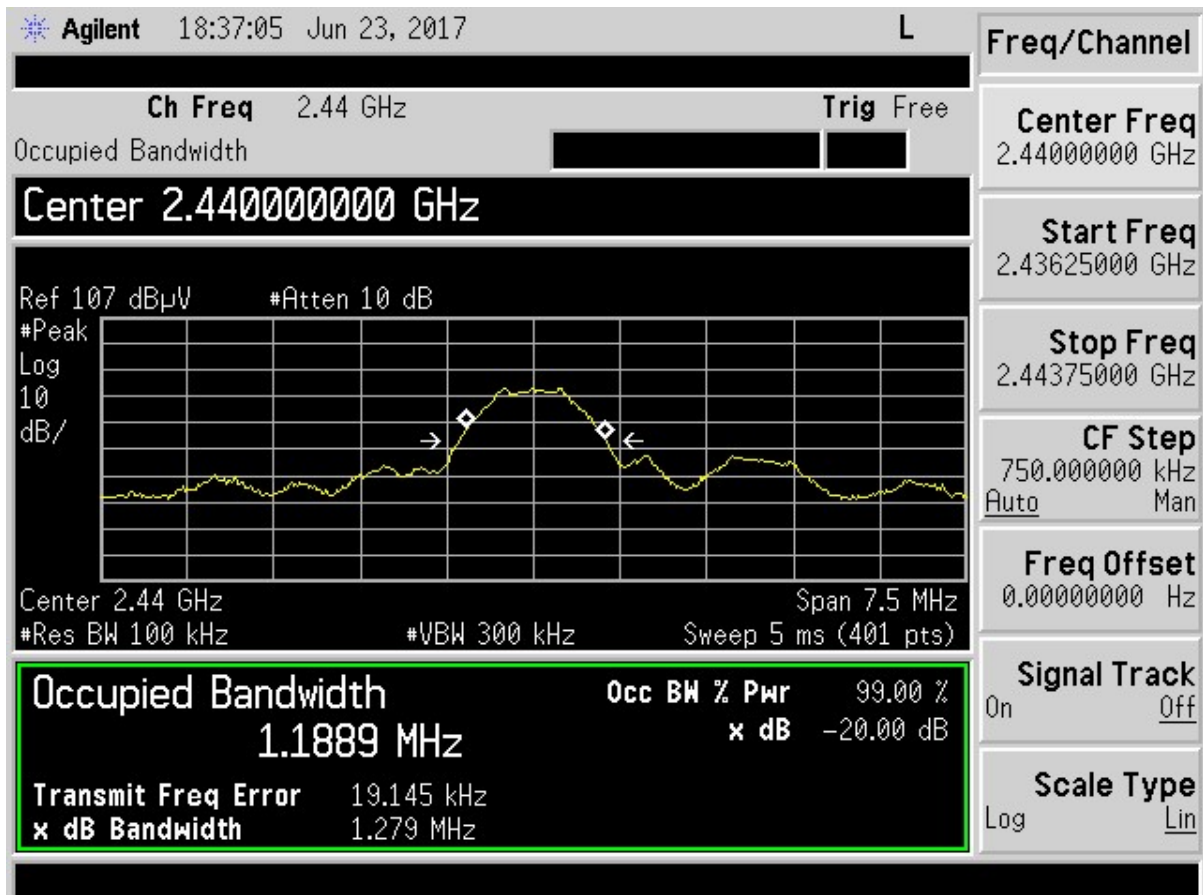 Agilent 18:37:05 Jun 23, 2017 L
Ch Freq 2.44 GHz Trig Free
Occupied Bandwidth
Center 2.440000000 GHz
Ref 107 dBµV #Atten 10 dB
#Peak
Log
10
dB/
Center 2.44 GHz Span 7.5 MHz
#Res BW 100 kHz #VBW 300 kHz Sweep 5 ms (401 pts)
Occupied Bandwidth Occ BW % Pwr 99.00 %
1.1889 MHz x dB -20.00 dB
Transmit Freq Error 19.145 kHz
x dB Bandwidth 1.279 MHz
Freq/Channel
Center Freq
2.44000000 GHz
Start Freq
2.43625000 GHz
Stop Freq
2.44375000 GHz
CF Step
750.000000 kHz
Auto Man
Freq Offset
0.00000000 Hz
Signal Track
On Off
Scale Type
Log Lin